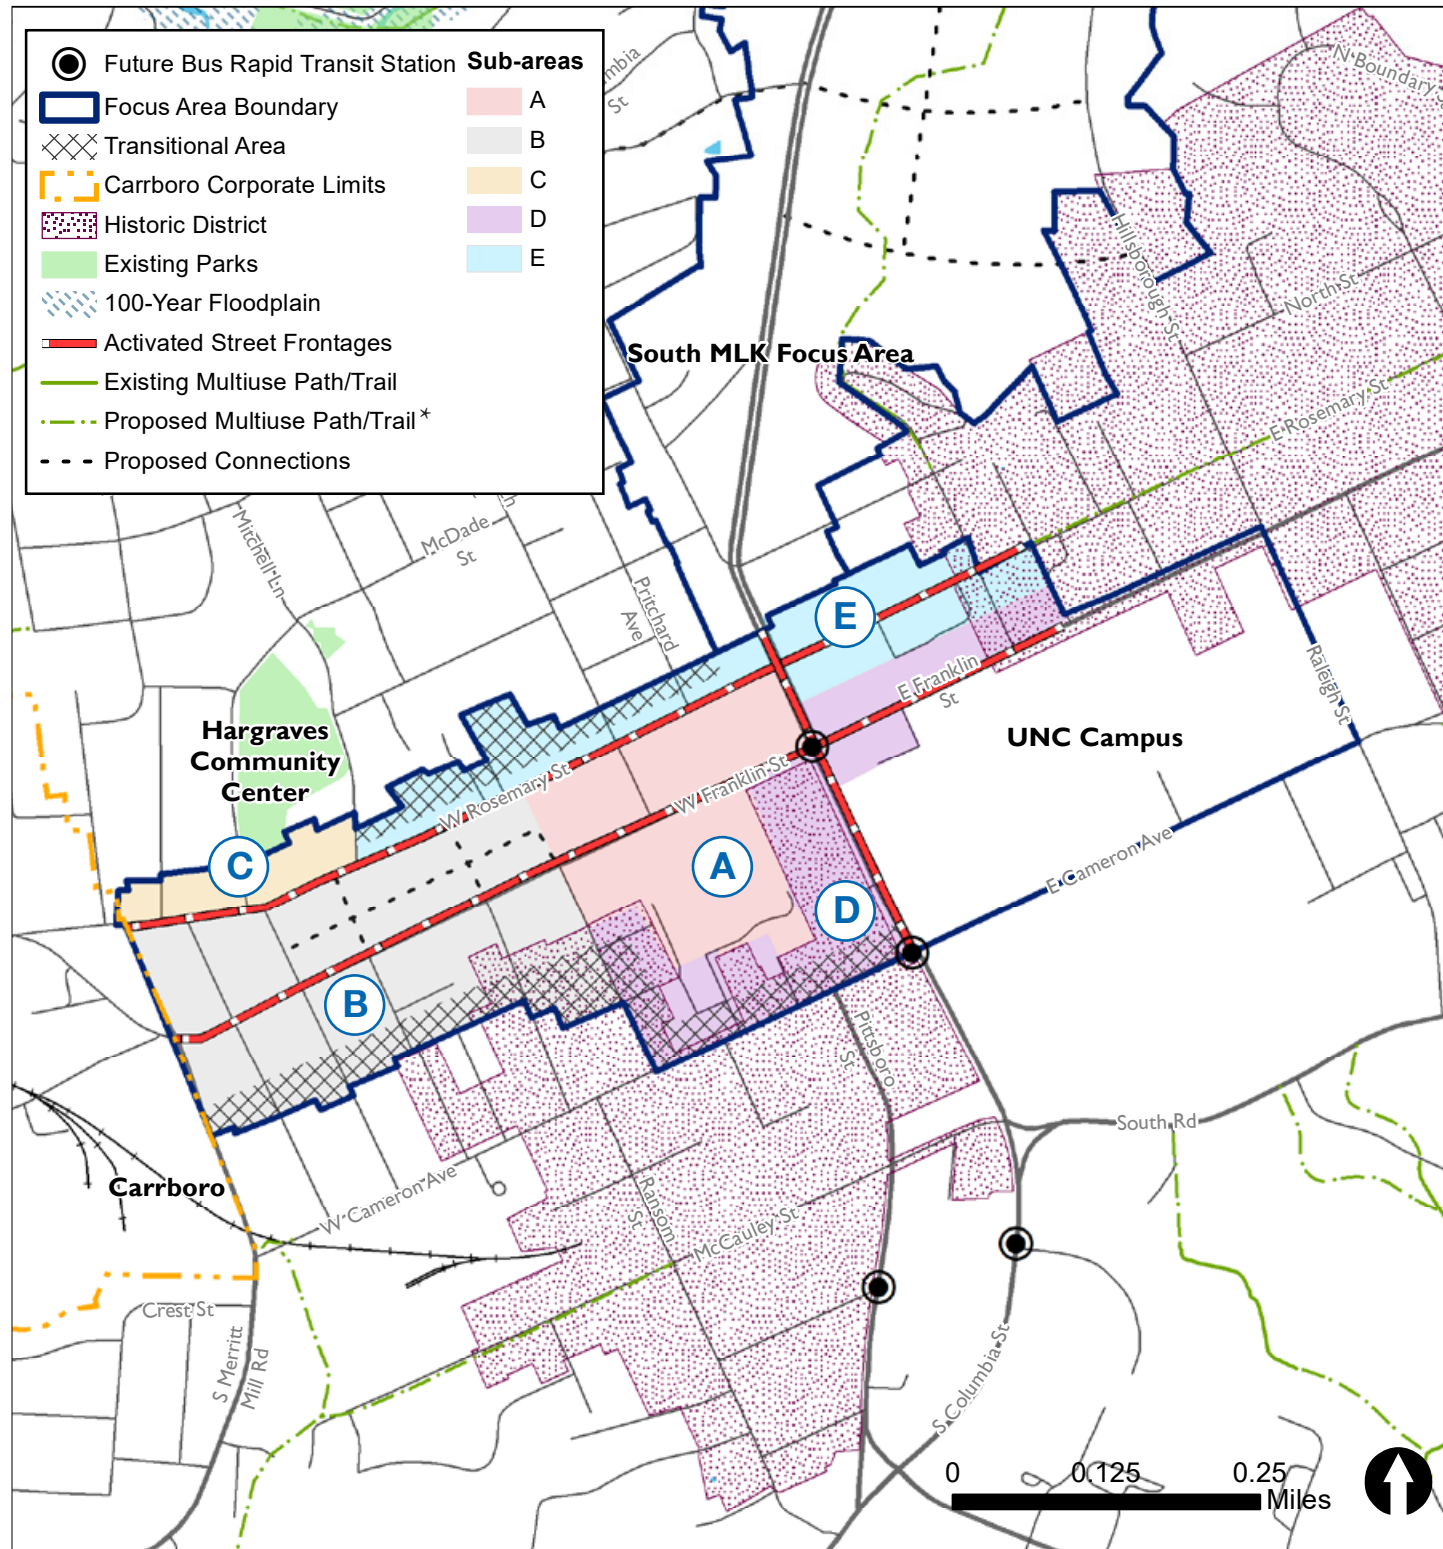 Future Bus Rapid Transit Station
Focus Area Boundary
Transitional Area
Carrboro Corporate Limits
Historic District
Existing Parks
100-Year Floodplain
Activated Street Frontages
Existing Multiuse Path/Trail
Proposed Multiuse Path/Trail*
Proposed Connections
Sub-areas
A
B
C
D
E
mbia
St
N Boundary
Hillsborough St
North St
South MLK Focus Area
E Rosemary St
Mitchell Ln
McDade
St
Pritchard
Ave
E
E Franklin
St
Raleigh St
Hargraves
Community
Center
UNC Campus
W Rosemary St
W Franklin St
C
A
D
E Cameron Ave
B
Pittsboro
St
South Rd
Carrboro
W Cameron Ave
Ransom
St
McCauley St
Crest St
S Merritt
Mill Rd
S Columbia St
0 0.125 0.25
Miles